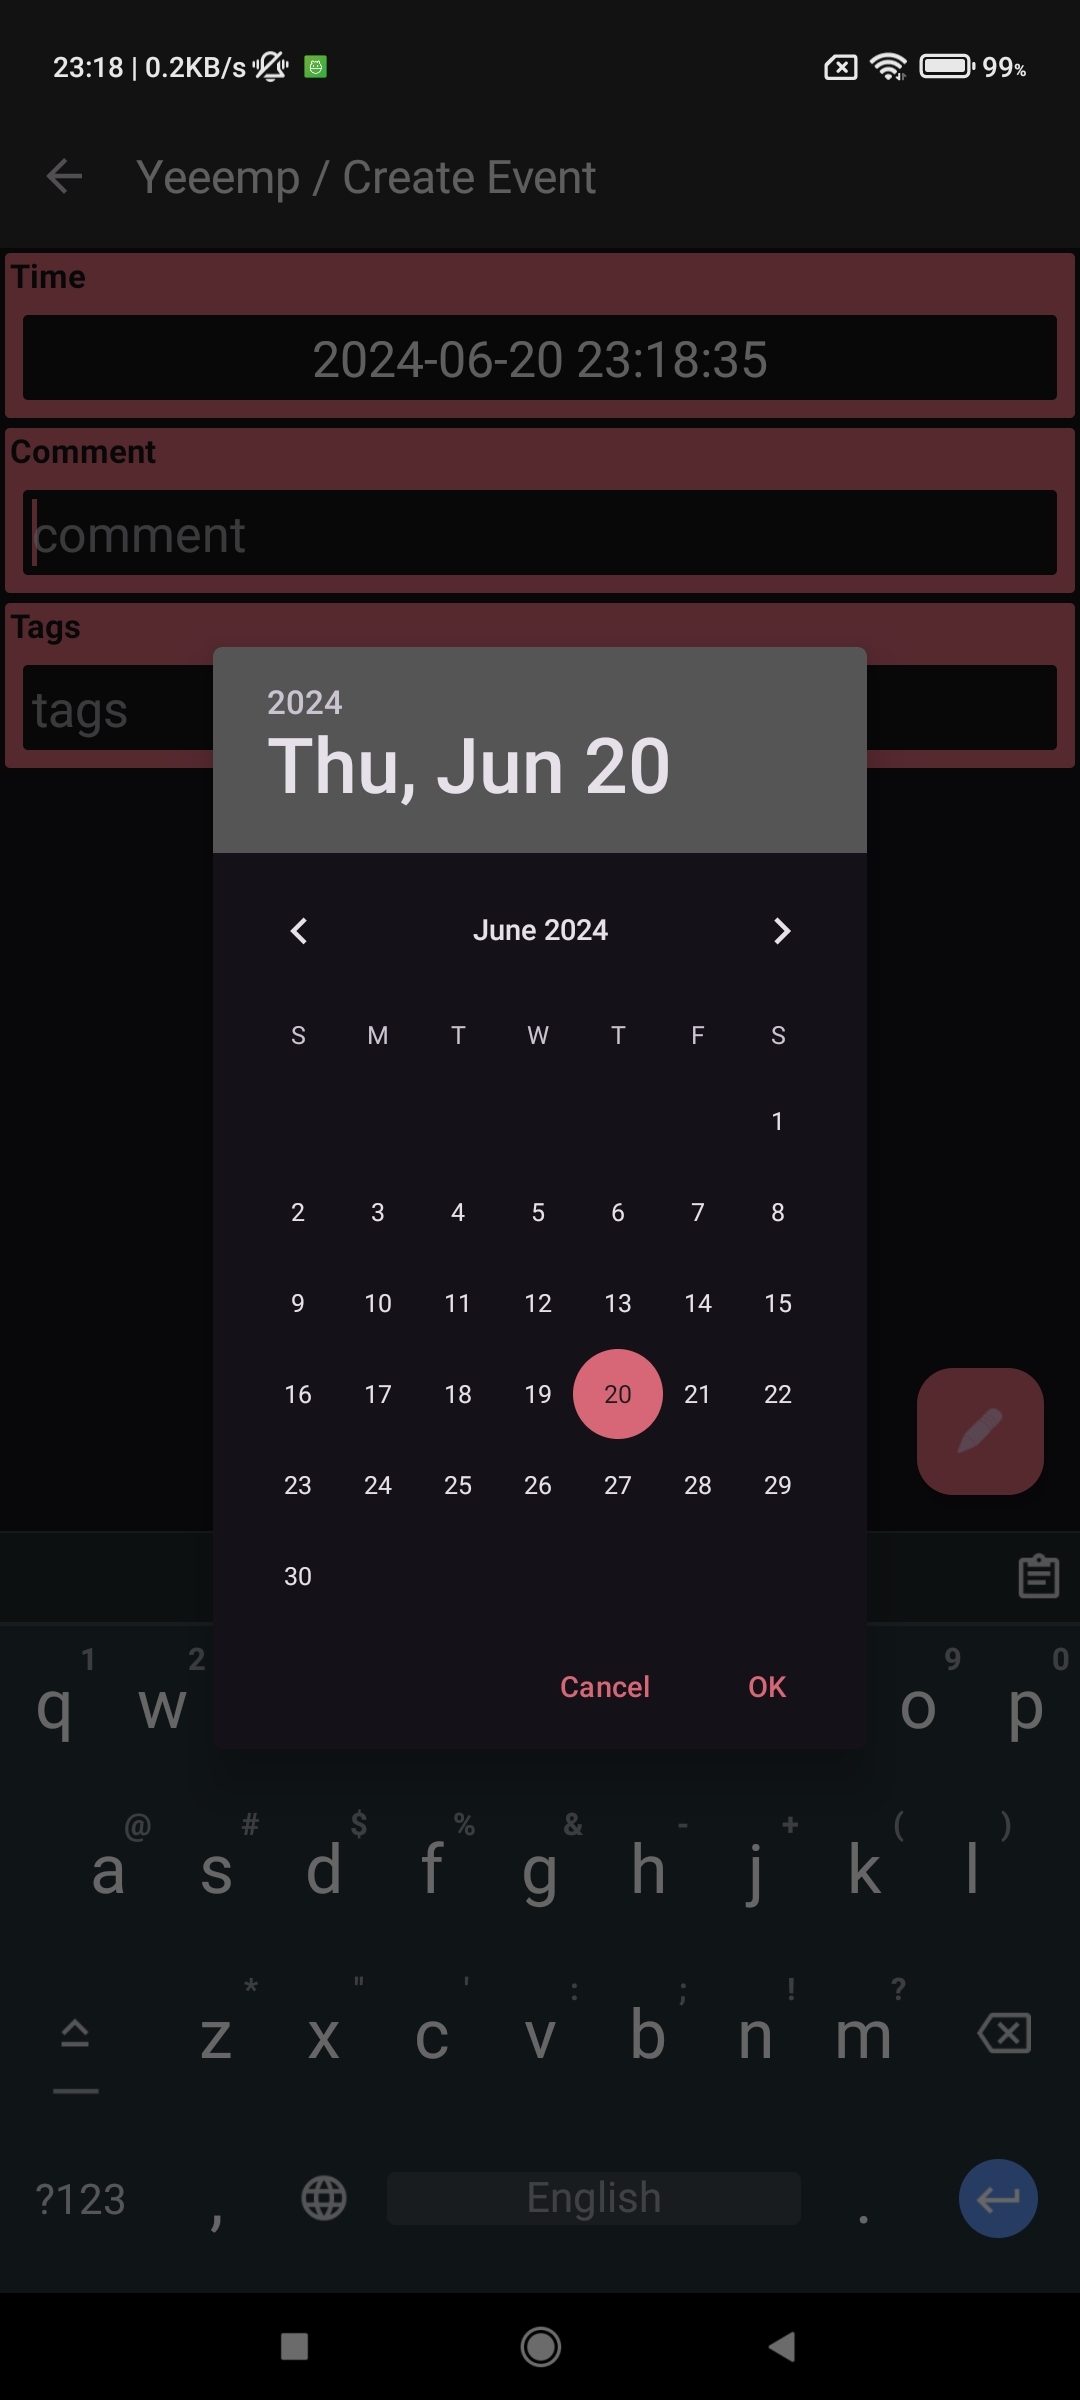 23:18 | 0.2KB/s 99%
Yeeemp / Create Event
Time
2024-06-20 23:18:35
Comment
comment
Tags
tags
2024
Thu, Jun 20
June 2024
S M T W T F S
1
2 3 4 5 6 7 8
9 10 11 12 13 14 15
16 17 18 19 20 21 22
23 24 25 26 27 28 29
30
Cancel OK
1 2 9 0
q w o p
@ # $ % & - + ( )
a s d f g h j k l
* " ' : ; ! ?
z x c v b n m
?123 , English .